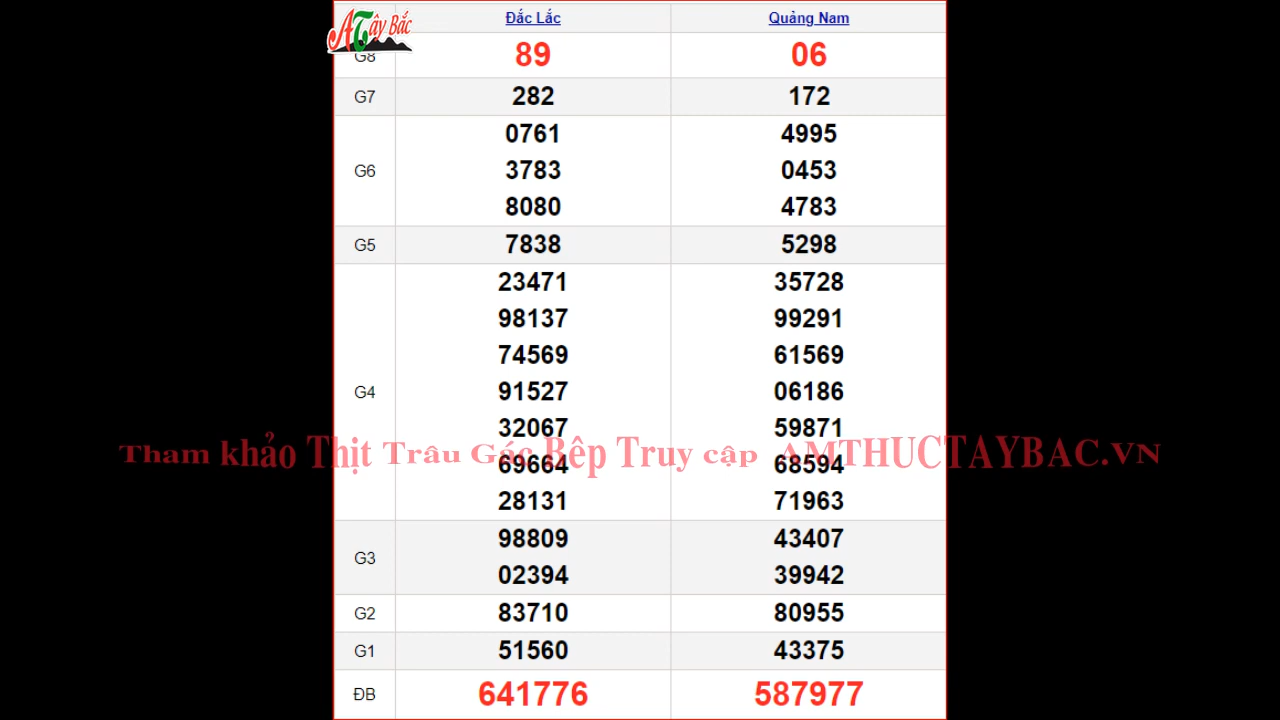 ATây Bắc
Đắc Lắc Quảng Nam
G8 89 06
G7 282 172
0761 4995
G6 3783 0453
8080 4783
G5 7838 5298
23471 35728
98137 99291
74569 61569
G4 91527 06186
32067 59871
Tham khảo Thịt Trâu Gác Bêp Truy cập AMTHUCTAYBAC.VN
69664 68594
28131 71963
98809 43407
G3
02394 39942
G2 83710 80955
G1 51560 43375
ĐB 641776 587977